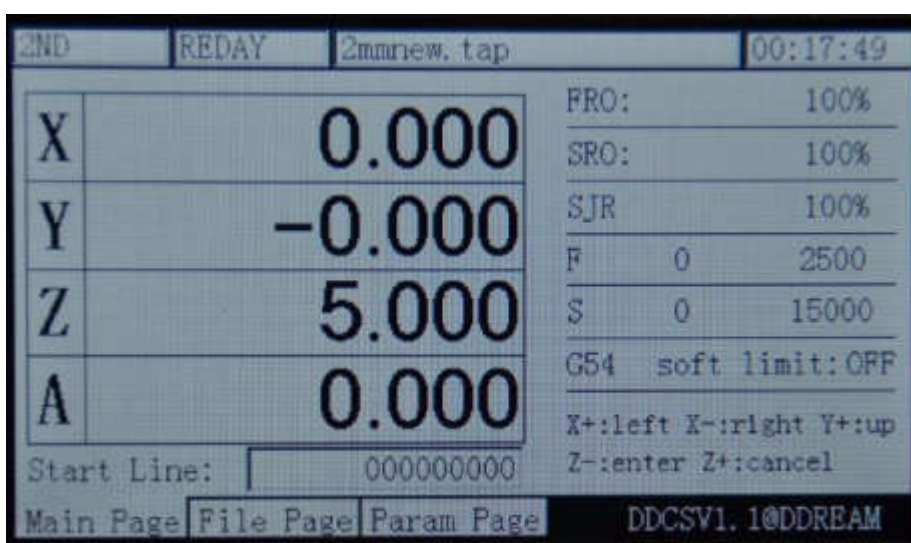 2ND REDAY 2mmnew.tap 00:17:49
X 0.000
Y -0.000
Z 5.000
A 0.000
FRO: 100%
SRO: 100%
SJR 100%
F 0 2500
S 0 15000
G54 soft limit:OFF
X+:left X-:right Y+:up
Z-:enter Z+:cancel
Start Line: 000000000
Main Page File Page Param Page DDCSV1.1@DDREAM